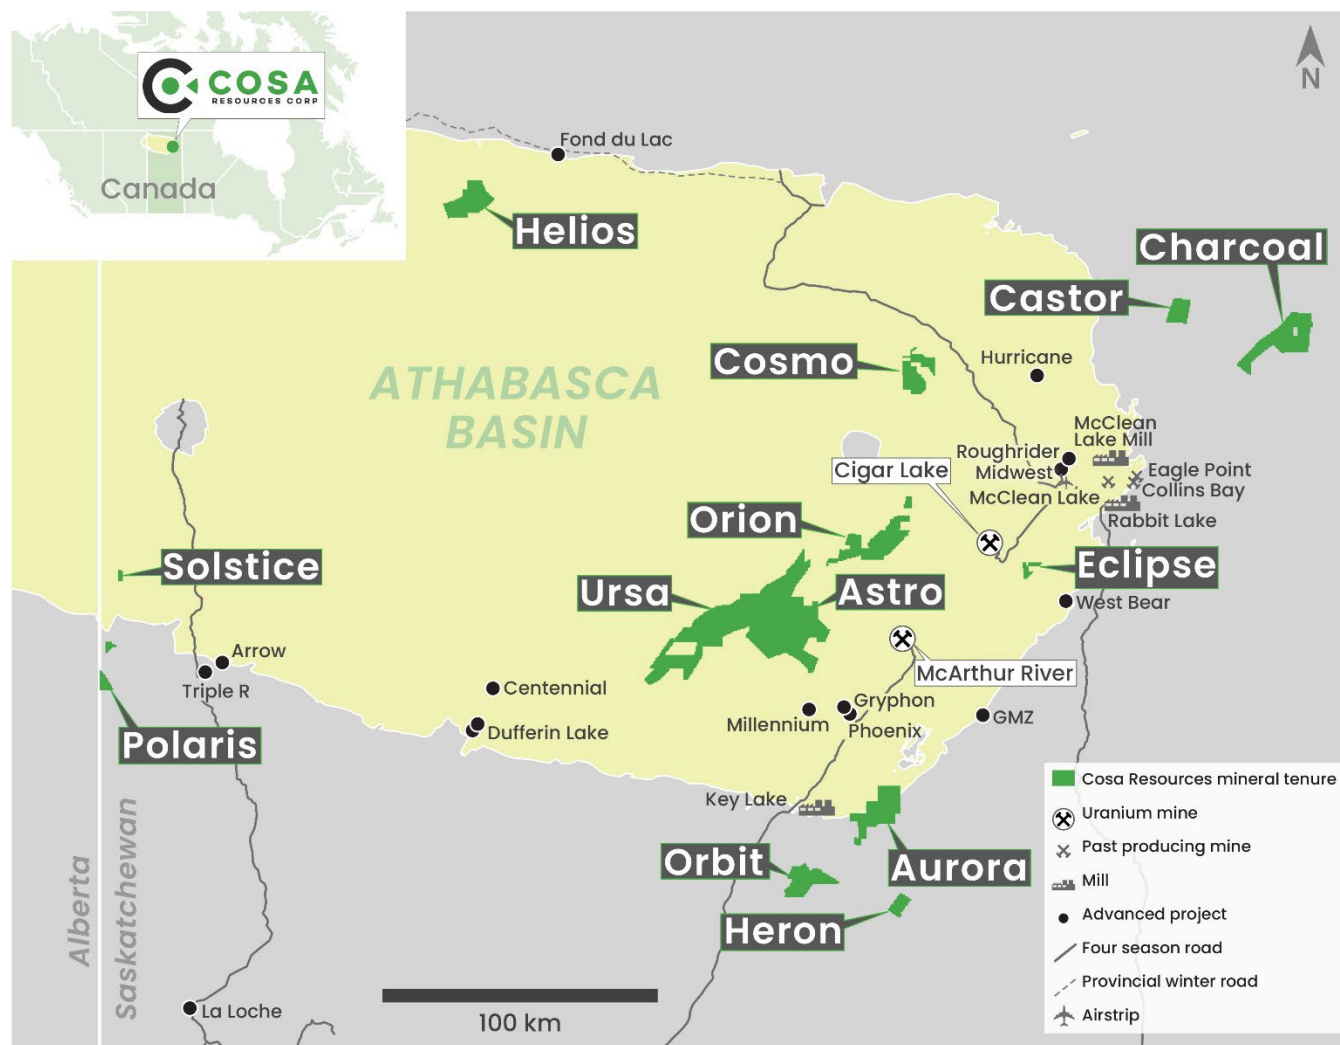 COSA
RESOURCES CORP
Canada
N
Fond du Lac
Helios
Charcoal
Castor
Cosmo
Hurricane
ATHABASCA
BASIN
McClean
Lake Mill
Roughrider
Midwest
Cigar Lake
McClean Lake
Eagle Point
Collins Bay
Rabbit Lake
Orion
Solstice
Ursa
Astro
Eclipse
West Bear
Arrow
Triple R
McArthur River
Centennial
Gryphon
Millennium
Phoenix
GMZ
Dufferin Lake
Polaris
Key Lake
Orbit
Aurora
Heron
Alberta
Saskatchewan
La Loche
100 km
Cosa Resources mineral tenure
Uranium mine
Past producing mine
Mill
Advanced project
Four season road
Provincial winter road
Airstrip